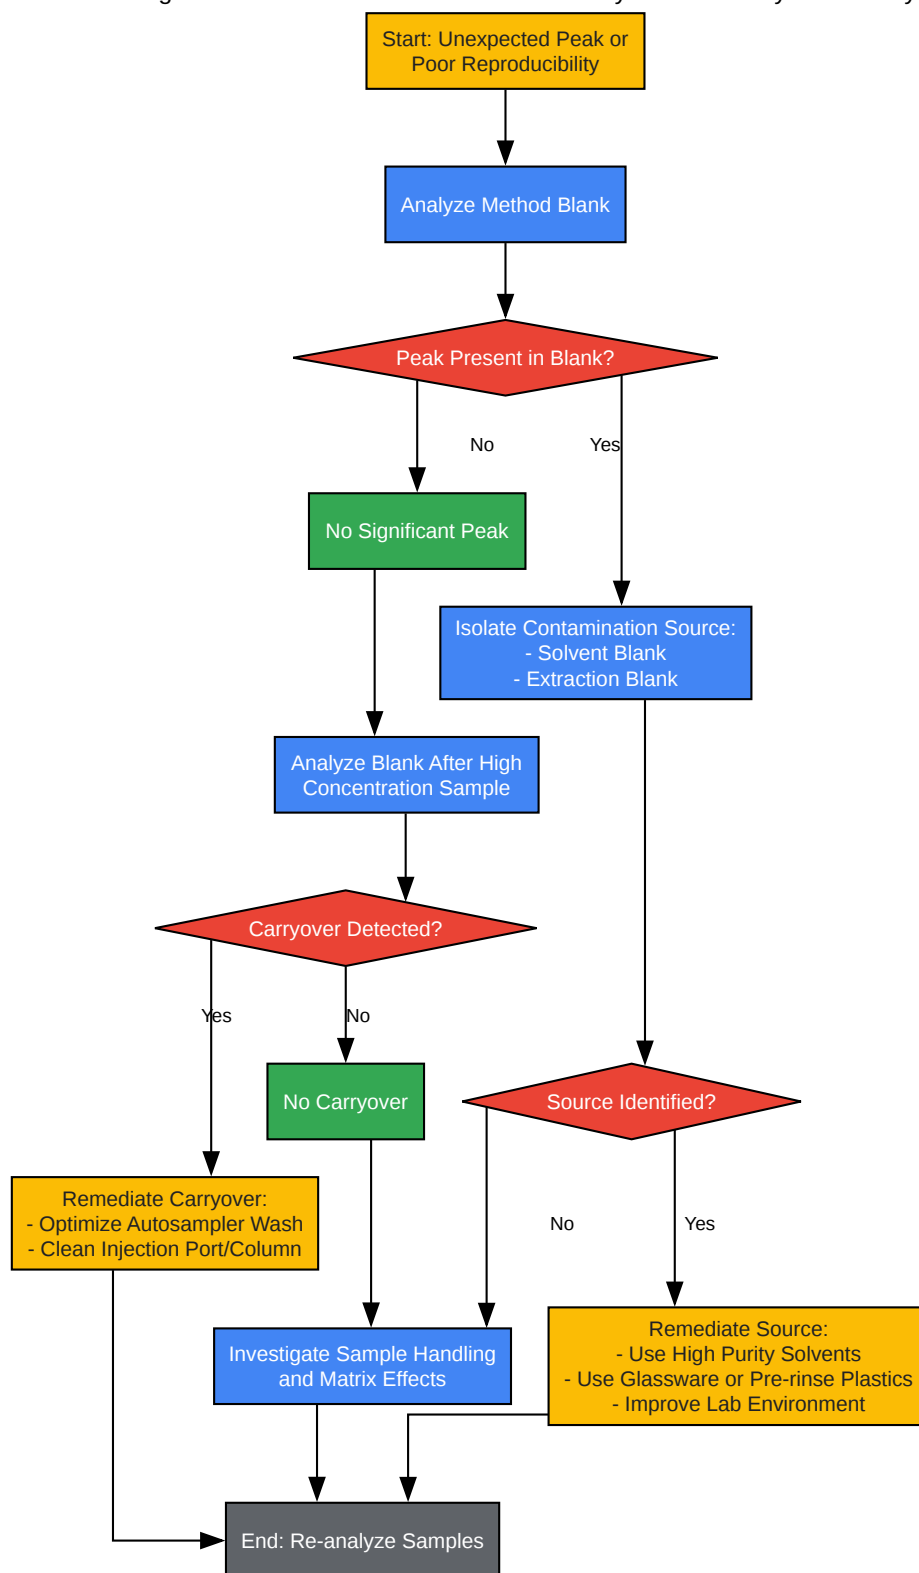 Start: Unexpected Peak or
Poor Reproducibility
Analyze Method Blank
Peak Present in Blank?
No
Yes
No Significant Peak
Isolate Contamination Source:
- Solvent Blank
- Extraction Blank
Analyze Blank After High
Concentration Sample
Carryover Detected?
Yes
No
No Carryover
Source Identified?
Remediate Carryover:
- Optimize Autosampler Wash
- Clean Injection Port/Column
No
Yes
Investigate Sample Handling
and Matrix Effects
Remediate Source:
- Use High Purity Solvents
- Use Glassware or Pre-rinse Plastics
- Improve Lab Environment
End: Re-analyze Samples